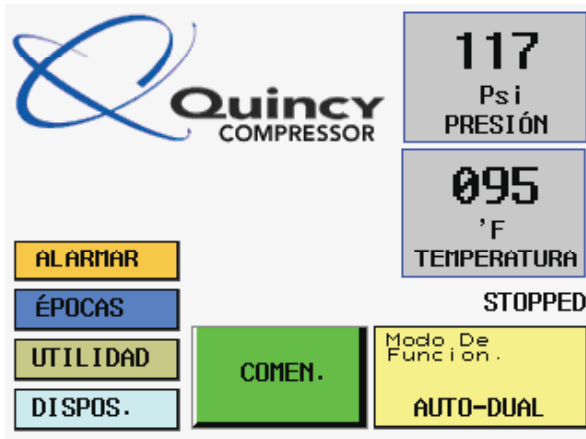 Quincy
COMPRESSOR
117
Psi
PRESIÓN
095
'F
TEMPERATURA
STOPPED
ALARMAR
ÉPOCAS
UTILIDAD
DISPOS.
COMEN.
Modo De
Funcion.
AUTO-DUAL